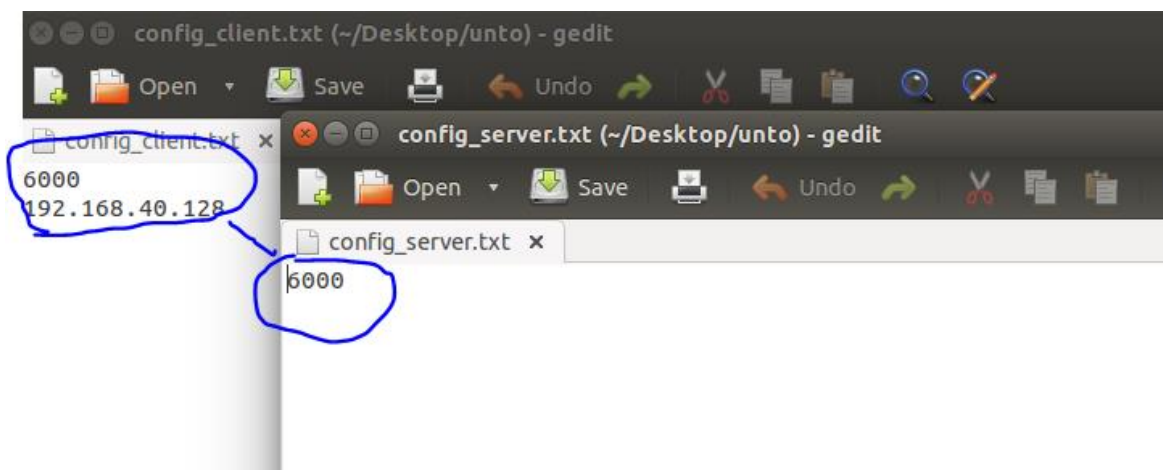 config_client.txt (~/Desktop/unto) - gedit
Open Save Undo
config_client.txt
6000
192.168.40.128
config_server.txt (~/Desktop/unto) - gedit
Open Save Undo
config_server.txt
6000